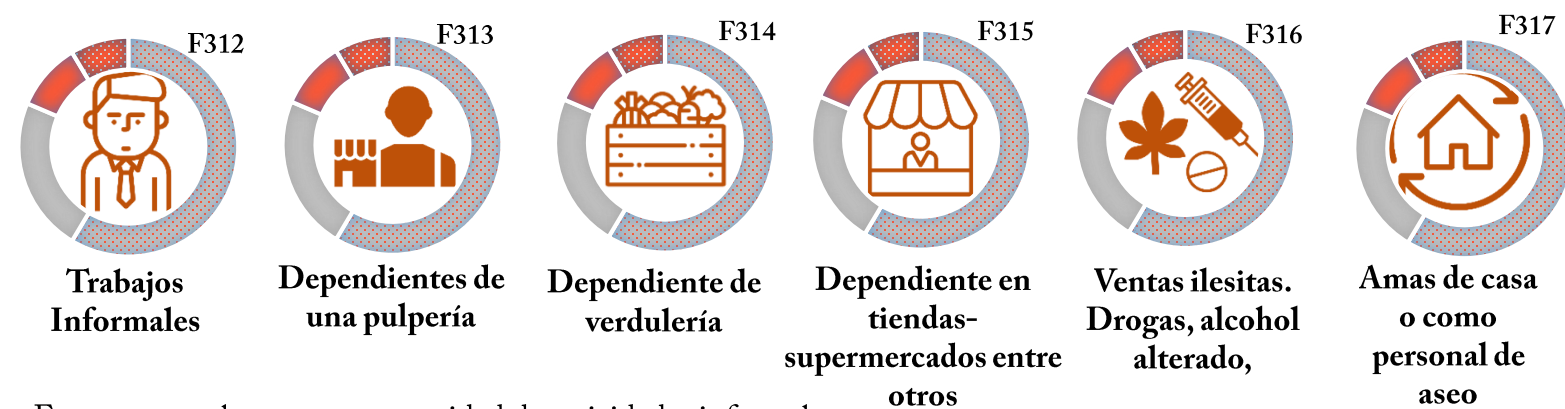 F312
F313
F314
F315
F316
F317
Trabajos
Informales
Dependientes de
una pulpería
Dependiente de
verdulería
Dependiente en
tiendas-
supermercados entre
otros
Ventas ilesitas.
Drogas, alcohol
alterado,
Amas de casa
o como
personal de
aseo